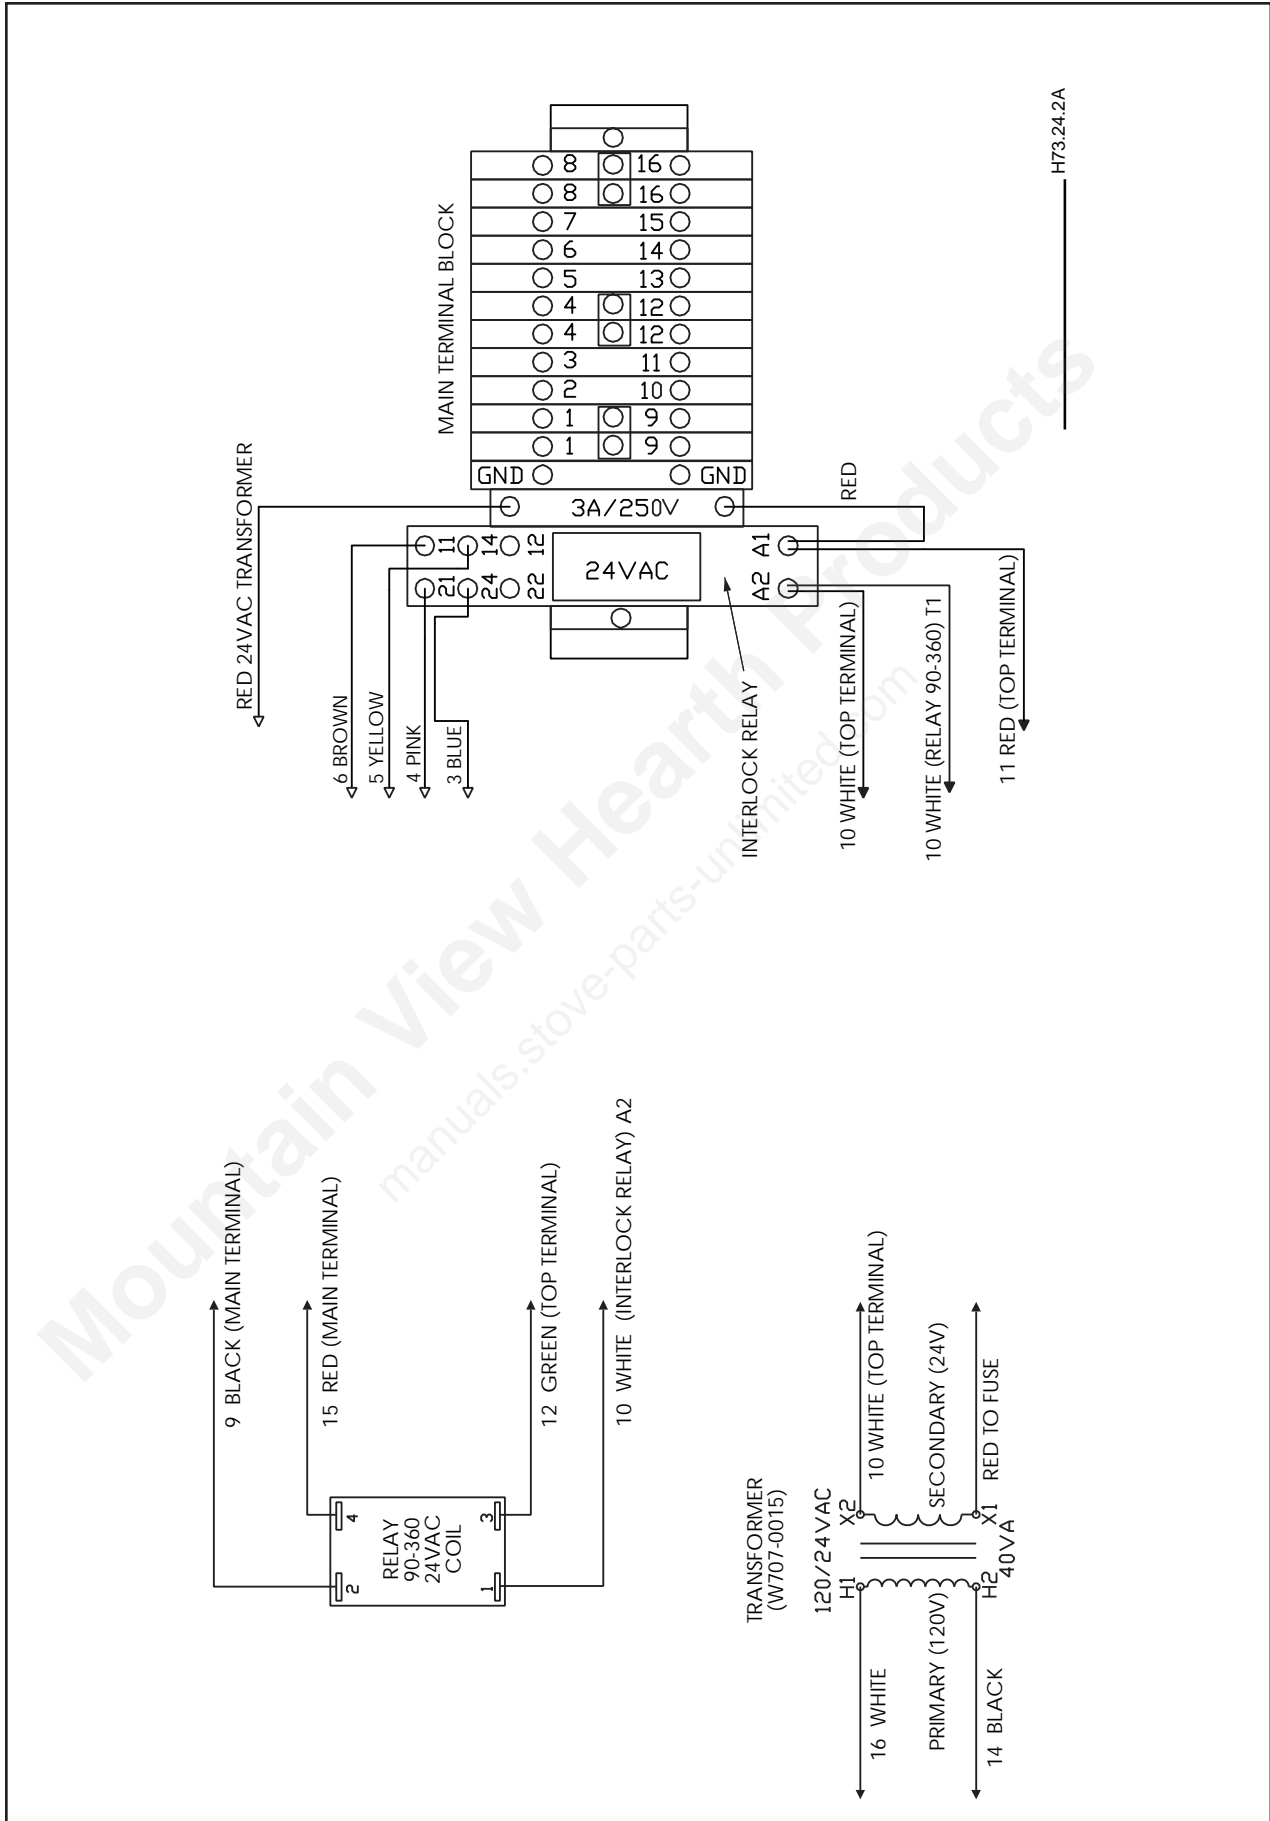 H73.24.2A
MAIN TERMINAL BLOCK
8 16
8 16
7 15
6 14
5 13
4 12
4 12
3 11
2 10
1 9
1 9
GND GND
3A/250V
RED 24VAC TRANSFORMER
RED
11 14 12
21 24 22
24VAC
A1
A2
6 BROWN
5 YELLOW
4 PINK
3 BLUE
INTERLOCK RELAY
10 WHITE (TOP TERMINAL)
10 WHITE (RELAY 90-360) T1
11 RED (TOP TERMINAL)
Mountain View Hearth Products
manuals.stove-parts-unlimited.com
9 BLACK (MAIN TERMINAL)
15 RED (MAIN TERMINAL)
12 GREEN (TOP TERMINAL)
10 WHITE (INTERLOCK RELAY) A2
4
3
2
1
RELAY
90-360
24VAC
COIL
TRANSFORMER
(W707-0015)
120/24VAC
H1
X2
H2
X1
40VA
10 WHITE (TOP TERMINAL)
SECONDARY (24V)
RED TO FUSE
16 WHITE
PRIMARY (120V)
14 BLACK